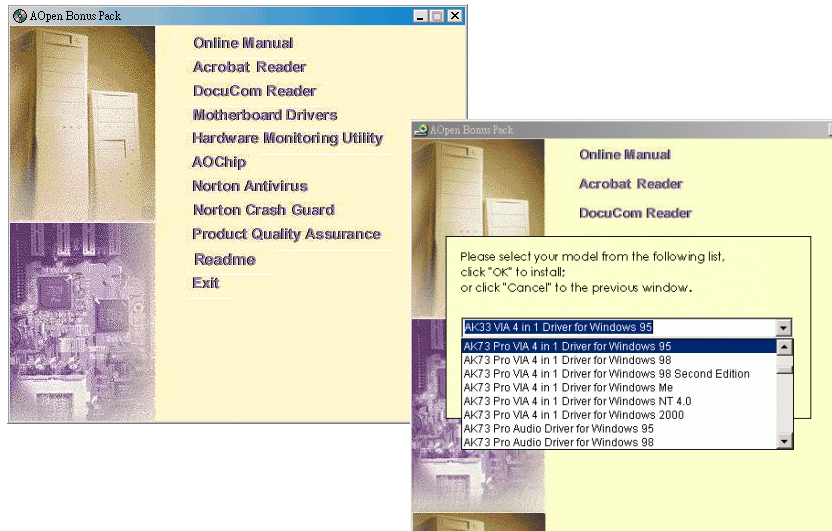 AOpen Bonus Pack
Online Manual
Acrobat Reader
DocuCom Reader
Motherboard Drivers
Hardware Monitoring Utility
AOChip
Norton Antivirus
Norton Crash Guard
Product Quality Assurance
Readme
Exit
AOpen Bonus Pack
Online Manual
Acrobat Reader
DocuCom Reader
Please select your model from the following list,
click "OK" to install;
or click "Cancel" to the previous window.
AK33 VIA 4 in 1 Driver for Windows 95
AK73 Pro VIA 4 in 1 Driver for Windows 95
AK73 Pro VIA 4 in 1 Driver for Windows 98
AK73 Pro VIA 4 in 1 Driver for Windows 98 Second Edition
AK73 Pro VIA 4 in 1 Driver for Windows Me
AK73 Pro VIA 4 in 1 Driver for Windows NT 4.0
AK73 Pro VIA 4 in 1 Driver for Windows 2000
AK73 Pro Audio Driver for Windows 95
AK73 Pro Audio Driver for Windows 98